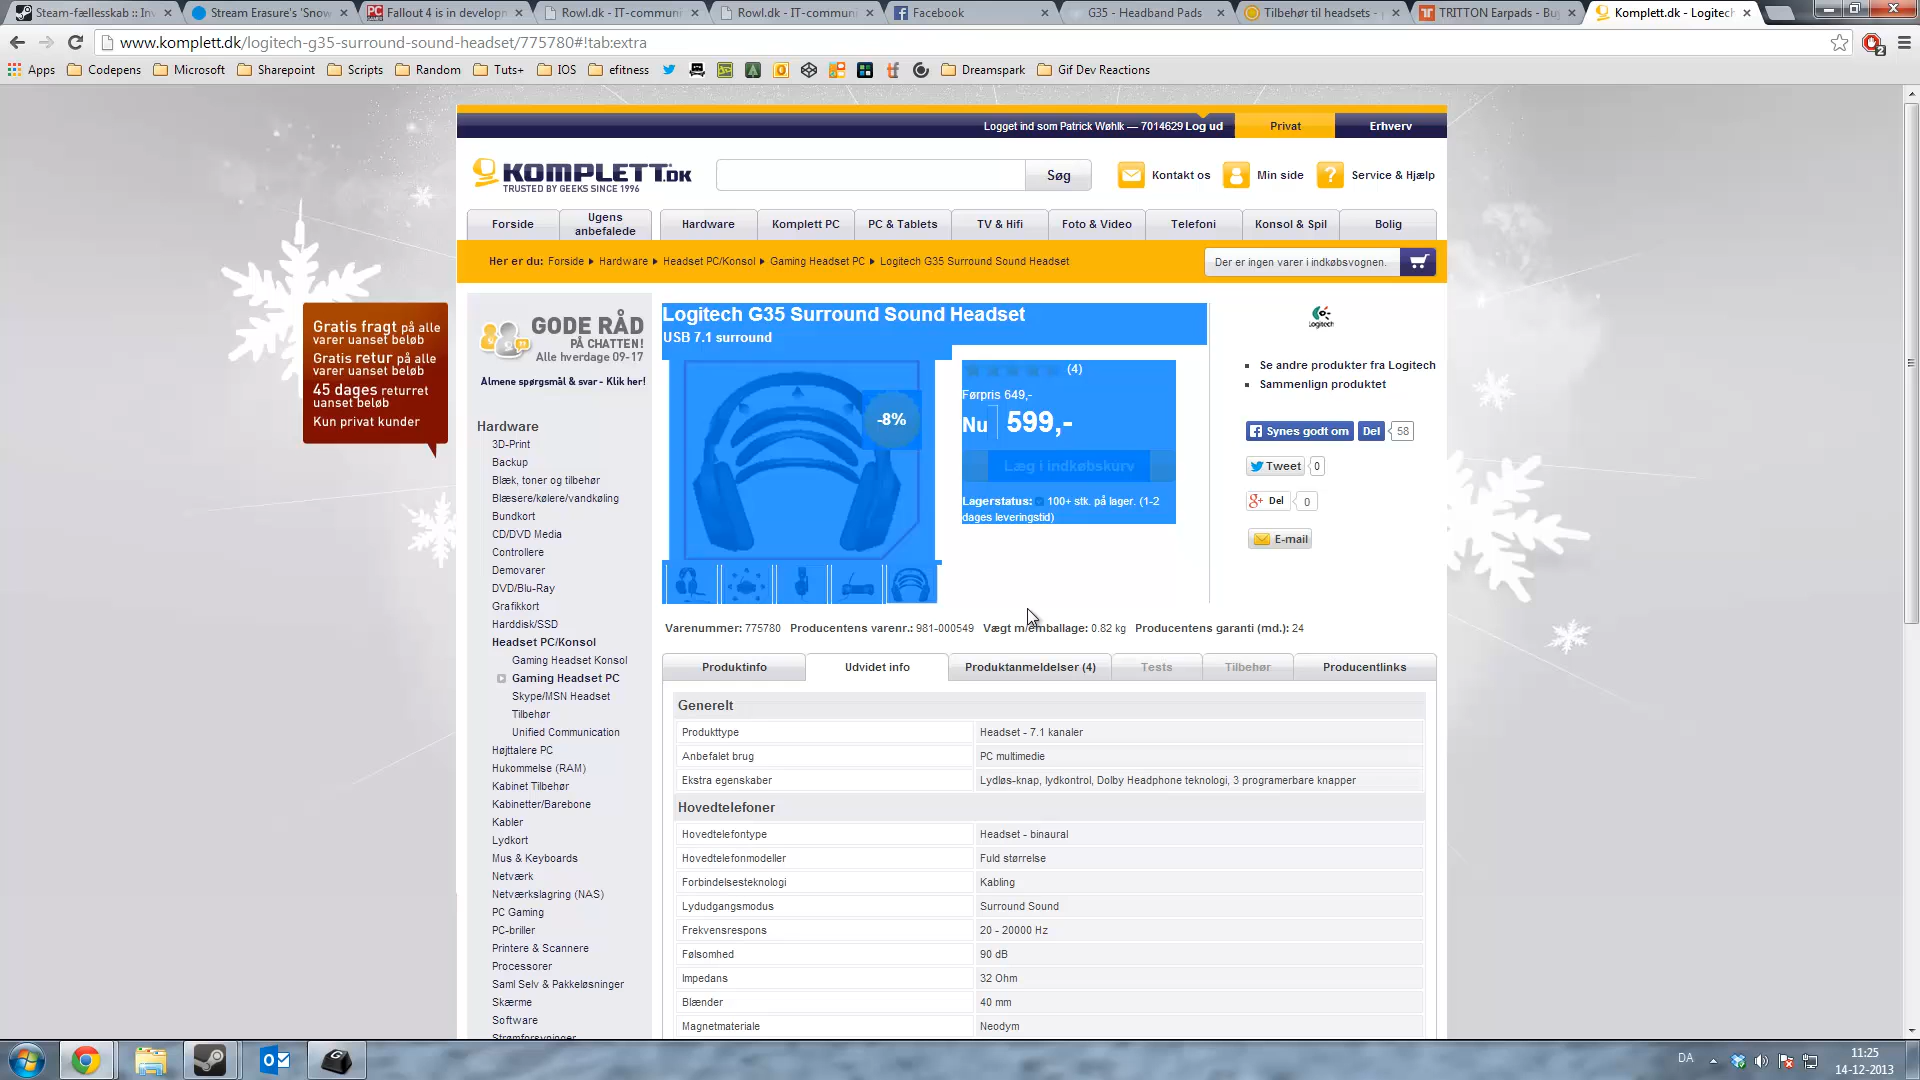 Steam-fællesskab :: Inv
Stream Erasure's 'Snow
Fallout 4 is in developm
Rowl.dk - IT-communi
Rowl.dk - IT-communi
Facebook
G35 - Headband Pads
Tilbehør til headsets - p
TRITTON Earpads - Bu
Komplett.dk - Logitech
www.komplett.dk/logitech-g35-surround-sound-headset/775780#!tab:extra
2
Apps
Codepens
Microsoft
Sharepoint
Scripts
Random
Tuts+
IOS
efitness
Dreamspark
Gif Dev Reactions
Logget ind som Patrick Wøhlk — 7014629 Log ud
Privat
Erhverv
KOMPLETT.DK
TRUSTED BY GEEKS SINCE 1996
Søg
Kontakt os
Min side
? Service & Hjælp
Forside
Ugens anbefalede
Hardware
Komplett PC
PC & Tablets
TV & Hifi
Foto & Video
Telefoni
Konsol & Spil
Bolig
Her er du: Forside Hardware Headset PC/Konsol Gaming Headset PC Logitech G35 Surround Sound Headset
Der er ingen varer i indkøbsvognen.
Gratis fragt på alle
varer uanset beløb
Gratis retur på alle
varer uanset beløb
45 dages returret
uanset beløb
Kun privat kunder
GODE RÅD
PÅ CHATTEN!
Alle hverdage 09-17
Almene spørgsmål & svar - Klik her!
Hardware
3D-Print
Backup
Blæk, toner og tilbehør
Blæsere/kølere/vandkøling
Bundkort
CD/DVD Media
Controllere
Demovarer
DVD/Blu-Ray
Grafikkort
Harddisk/SSD
Headset PC/Konsol
Gaming Headset Konsol
Gaming Headset PC
Skype/MSN Headset
Tilbehør
Unified Communication
Højttalere PC
Hukommelse (RAM)
Kabinet Tilbehør
Kabinetter/Barebone
Kabler
Lydkort
Mus & Keyboards
Netværk
Netværkslagring (NAS)
PC Gaming
PC-briller
Printere & Scannere
Processorer
Saml Selv & Pakkeløsninger
Skærme
Software
Strømforsyninger
Logitech G35 Surround Sound Headset
USB 7.1 surround
-8%
(4)
Førpris 649,-
Nu 599,-
Læg i indkøbskurv
Lagerstatus: 100+ stk. på lager. (1-2
dages leveringstid)
Logitech
Se andre produkter fra Logitech
Sammenlign produktet
Synes godt om
Del
58
Tweet
0
Del
0
E-mail
Varenummer: 775780 Producentens varenr.: 981-000549 Vægt m/emballage: 0.82 kg Producentens garanti (md.): 24
Produktinfo
Udvidet info
Produktanmeldelser (4)
Tests
Tilbehør
Producentlinks
Generelt
Produkttype Headset - 7.1 kanaler
Anbefalet brug PC multimedie
Ekstra egenskaber Lydløs-knap, lydkontrol, Dolby Headphone teknologi, 3 programerbare knapper
Hovedtelefoner
Hovedtelefontype Headset - binaural
Hovedtelefonmodeller Fuld størrelse
Forbindelsesteknologi Kabling
Lydudgangsmodus Surround Sound
Frekvensrespons 20 - 20000 Hz
Følsomhed 90 dB
Impedans 32 Ohm
Blænder 40 mm
Magnetmateriale Neodym
DA
11:25
14-12-2013